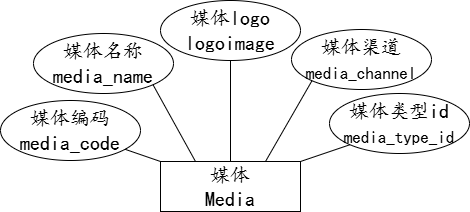 媒体logo
logoimage
媒体名称
media_name
媒体渠道
media_channel
媒体编码
media_code
媒体类型id
media_type_id
媒体
Media